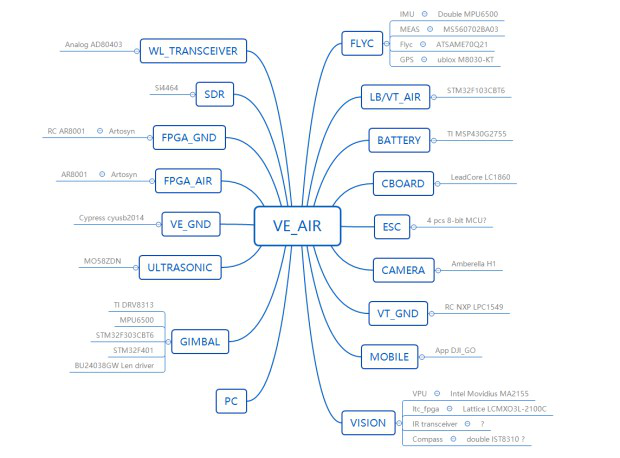 VE_AIR
WL_TRANSCEIVER
Analog AD80403
SDR
SI4464
FPGA_GND
Artosyn
RC AR8001
FPGA_AIR
Artosyn
AR8001
VE_GND
Cypress cyusb2014
ULTRASONIC
MO58ZDN
GIMBAL
TI DRV8313
MPU6500
STM32F303CBT6
STM32F401
BU24038GW Len driver
PC
FLYC
IMU Double MPU6500
MEAS MS560702BA03
Flyc ATSAME70Q21
GPS ublox M8030-KT
LB/VT_AIR
STM32F103CBT6
BATTERY
TI MSP430G2755
CBOARD
LeadCore LC1860
ESC
4 pcs 8-bit MCU?
CAMERA
Amberella H1
VT_GND
RC NXP LPC1549
MOBILE
App DJI_GO
VISION
VPU Intel Movidius MA2155
ltc_fpga Lattice LCMXO3L-2100C
IR transceiver ?
Compass double IST8310 ?